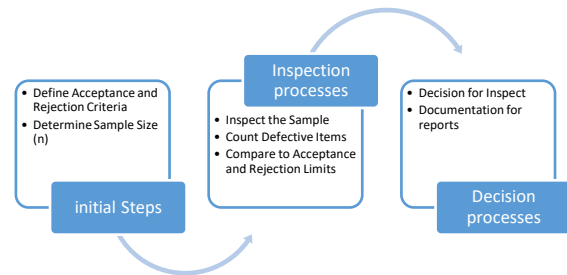 • Define Acceptance and
Rejection Criteria
• Determine Sample Size
(n)
initial Steps
Inspection
processes
• Inspect the Sample
• Count Defective Items
• Compare to Acceptance
and Rejection Limits
• Decision for Inspect
• Documentation for
reports
Decision
processes